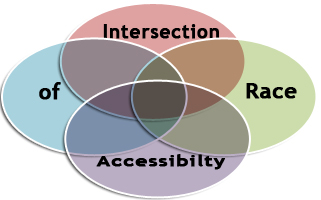 Intersection
of Race
Accessibilty